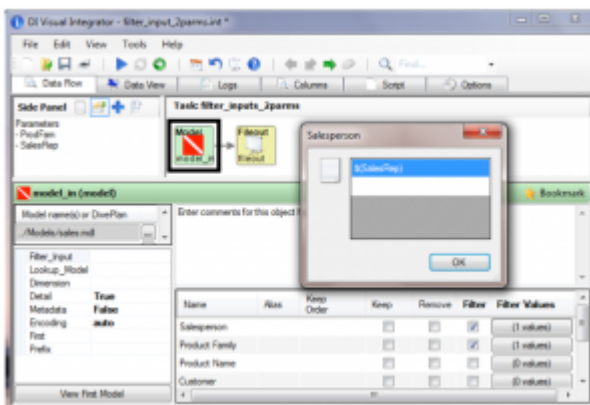 DI Visual Integrator - filter_input_2parms.int *
File Edit View Tools Help
Find...
Data Flow Data View Logs Columns Script Options
Side Panel
Task: filter_inputs_2parms
Parameters
- ProdFam
- SalesRep
Model
model_in
Fileout
fileout
Salesperson
$(SalesRep)
OK
model_in (model)
Bookmark
Model name(s) or DivePlan
../Models/sales.mdl
...
Enter comments for this object
Filter_Input
Lookup_Model
Dimension
Detail True
Metadata False
Encoding auto
First
Prefix
View First Model
Name Alias Keep Order Keep Remove Filter Filter Values
Salesperson (1 values)
Product Family (1 values)
Product Name (0 values)
Customer (0 values)